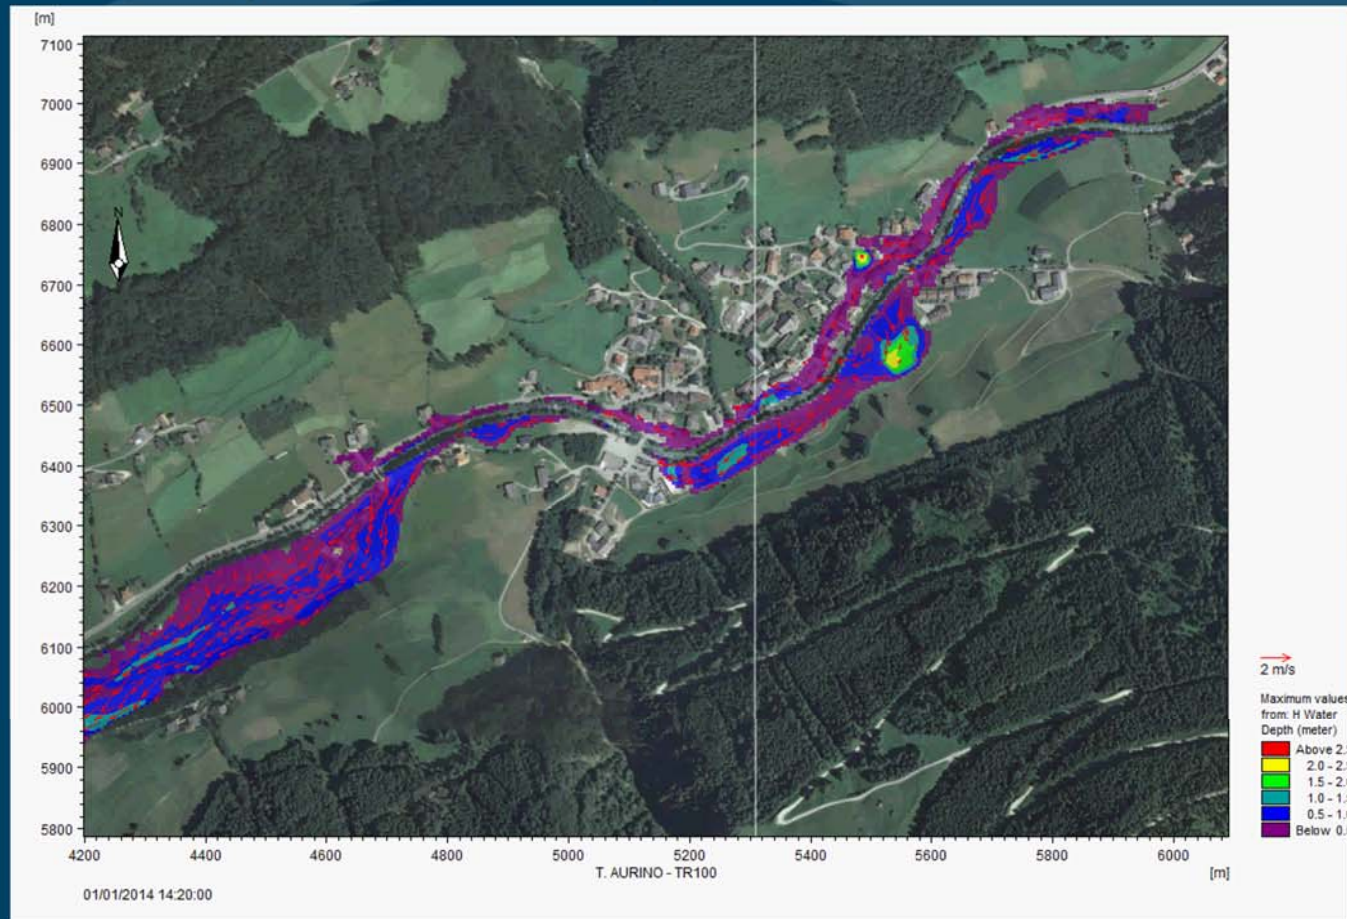 [m]
7100
7000
6900
6800
6700
6600
6500
6400
6300
6200
6100
6000
5900
5800
N
4200 4400 4600 4800 5000 5200 5400 5600 5800 6000
T. AURINO - TR100 [m]
01/01/2014 14:20:00
2 m/s
Maximum values
from: H Water
Depth (meter)
Above 2.
2.0 - 2.
1.5 - 2.
1.0 - 1.
0.5 - 1.
Below 0.